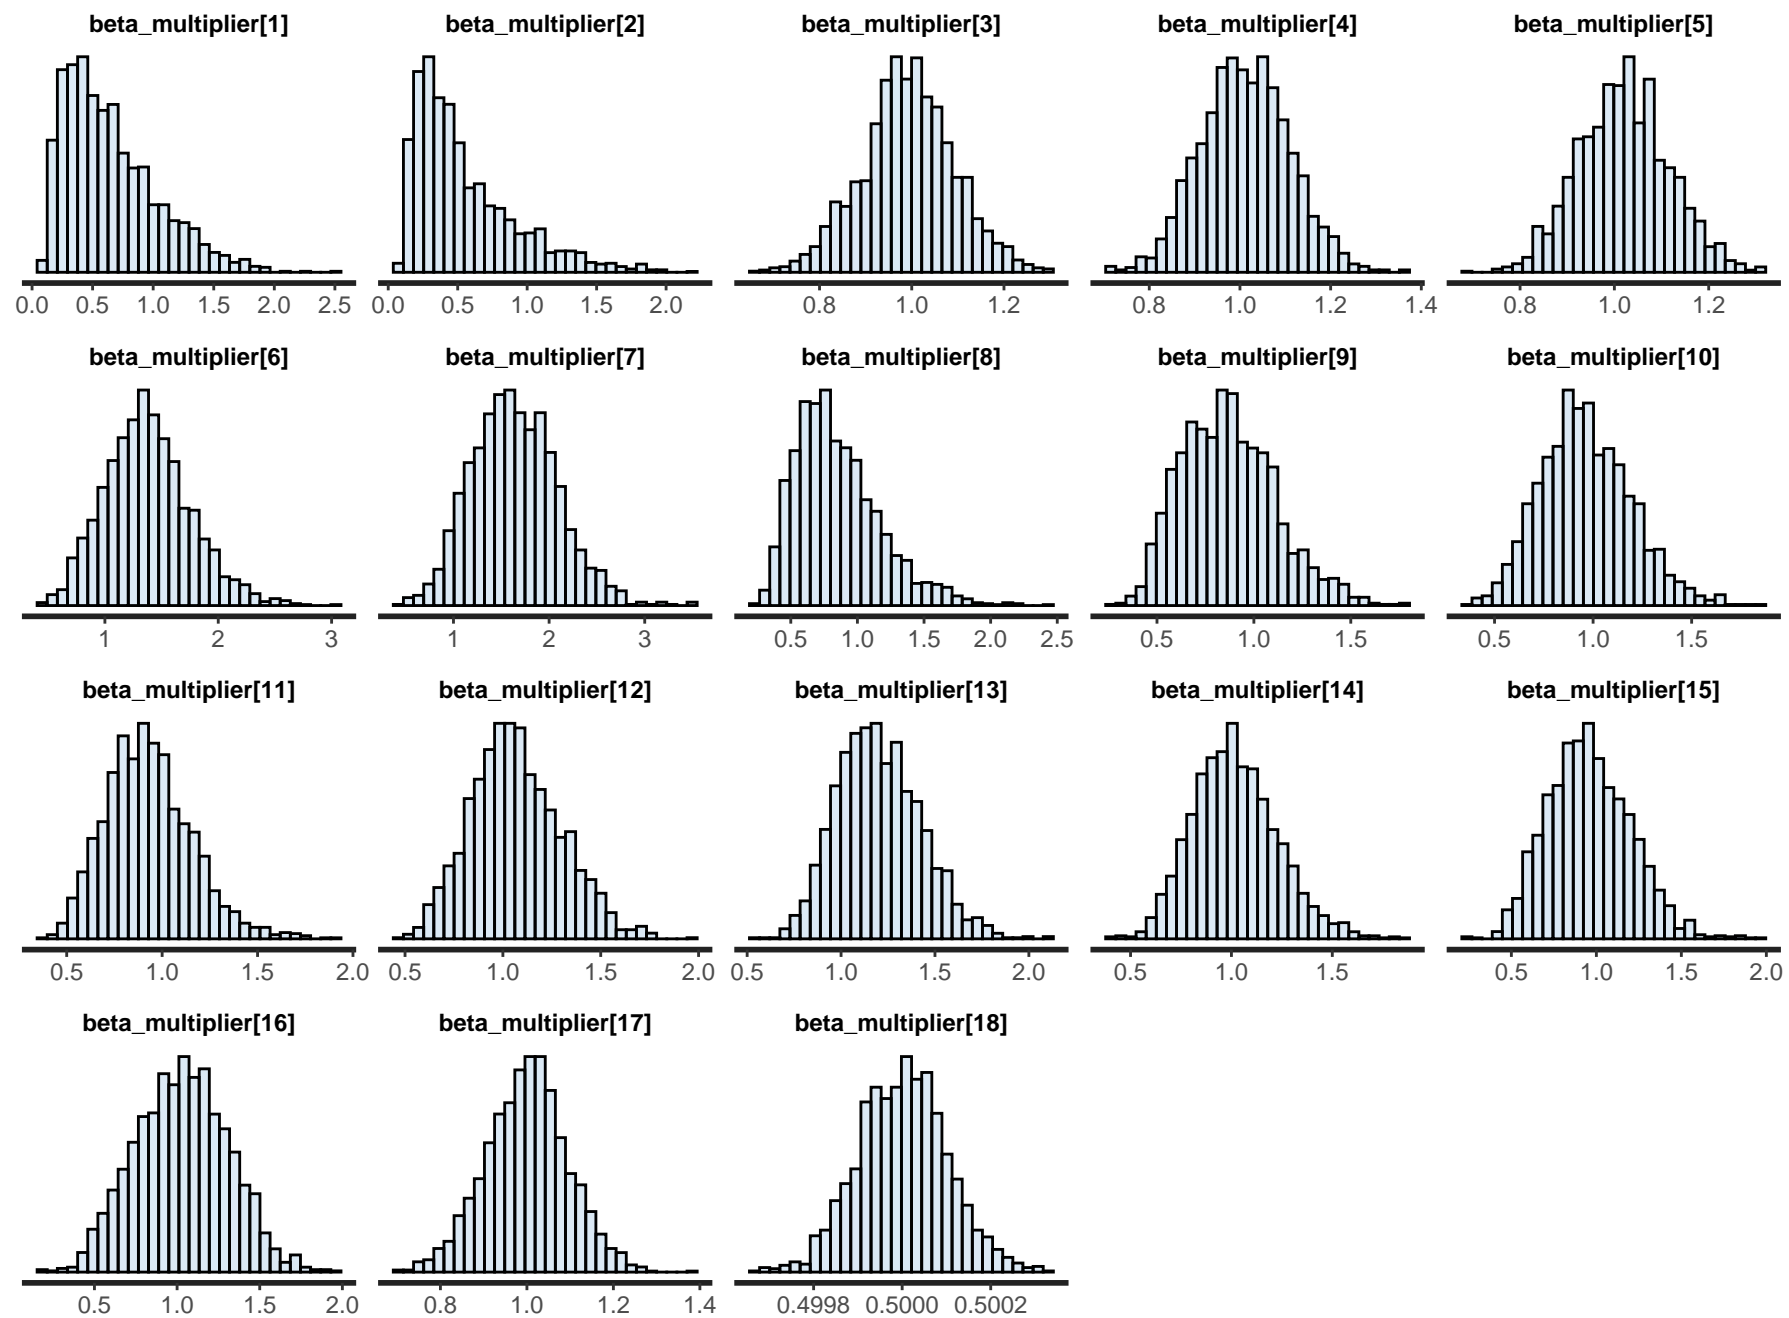 beta_multiplier[1] beta_multiplier[2] beta_multiplier[3] beta_multiplier[4] beta_multiplier[5]
0.0 0.5 1.0 1.5 2.0 2.5 0.0 0.5 1.0 1.5 2.0 0.8 1.0 1.2 0.8 1.0 1.2 1.4 0.8 1.0 1.2
beta_multiplier[6] beta_multiplier[7] beta_multiplier[8] beta_multiplier[9] beta_multiplier[10]
1 2 3 1 2 3 0.5 1.0 1.5 2.0 2.5 0.5 1.0 1.5 0.5 1.0 1.5
beta_multiplier[11] beta_multiplier[12] beta_multiplier[13] beta_multiplier[14] beta_multiplier[15]
0.5 1.0 1.5 2.0 0.5 1.0 1.5 2.0 0.5 1.0 1.5 2.0 0.5 1.0 1.5 0.5 1.0 1.5 2.0
beta_multiplier[16] beta_multiplier[17] beta_multiplier[18]
0.5 1.0 1.5 2.0 0.8 1.0 1.2 1.4 0.4998 0.5000 0.5002